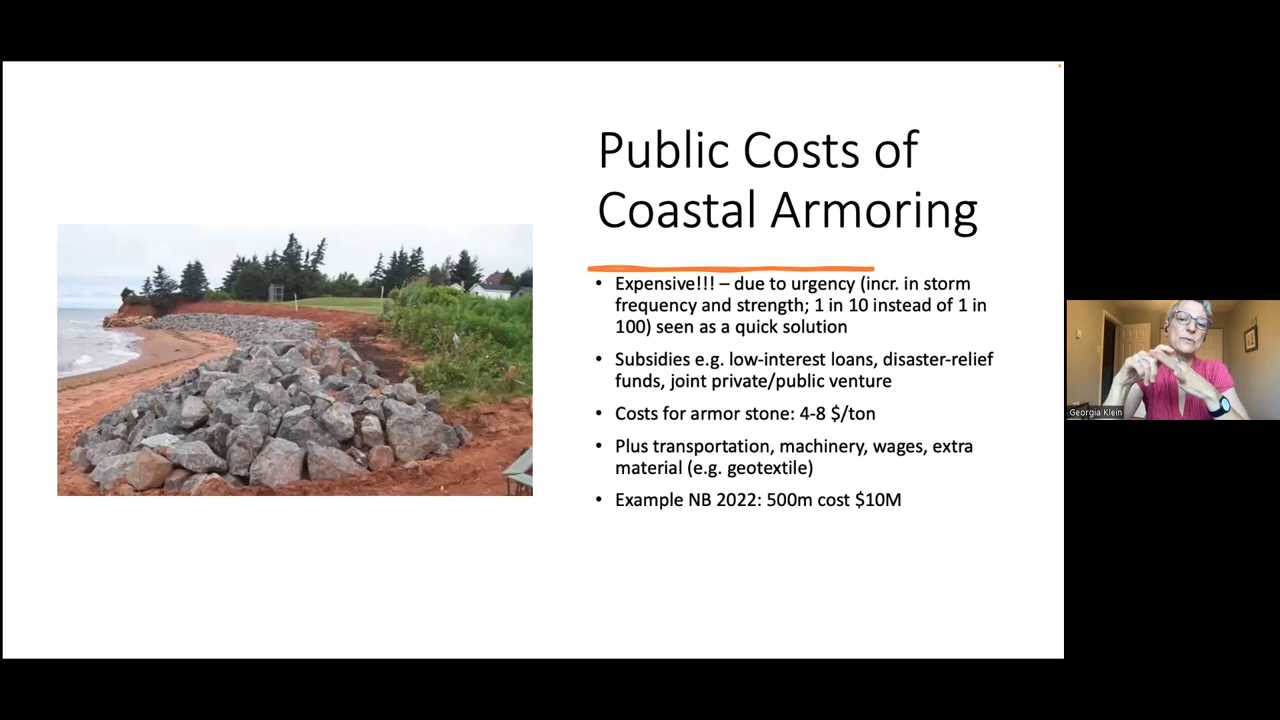 Public Costs of
Coastal Armoring
• Expensive!!! – due to urgency (incr. in storm
frequency and strength; 1 in 10 instead of 1 in
100) seen as a quick solution
• Subsidies e.g. low-interest loans, disaster-relief
funds, joint private/public venture
• Costs for armor stone: 4-8 $/ton
• Plus transportation, machinery, wages, extra
material (e.g. geotextile)
• Example NB 2022: 500m cost $10M
Georgia Klein